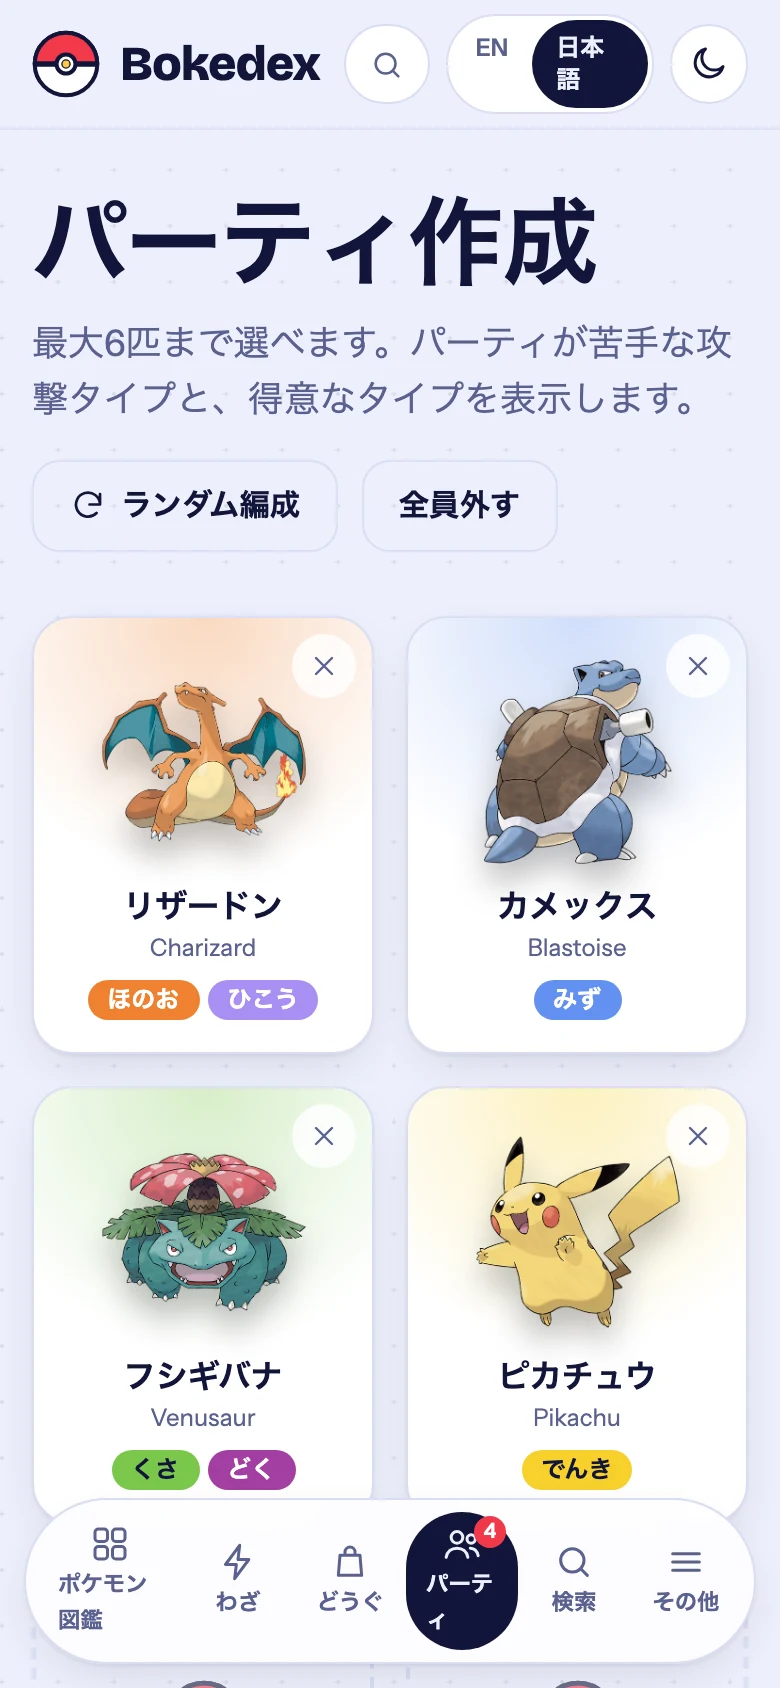 Bokedex
EN
日本
語
パーティ作成
最大6匹まで選べます。パーティが苦手な攻
撃タイプと、得意なタイプを表示します。
ランダム編成
全員外す
リザードン
Charizard
ほのお ひこう
カメックス
Blastoise
みず
フシギバナ
Venusaur
くさ どく
ピカチュウ
Pikachu
でんき
ポケモン
図鑑
わざ
どうぐ
4
パーテ
ィ
検索
その他